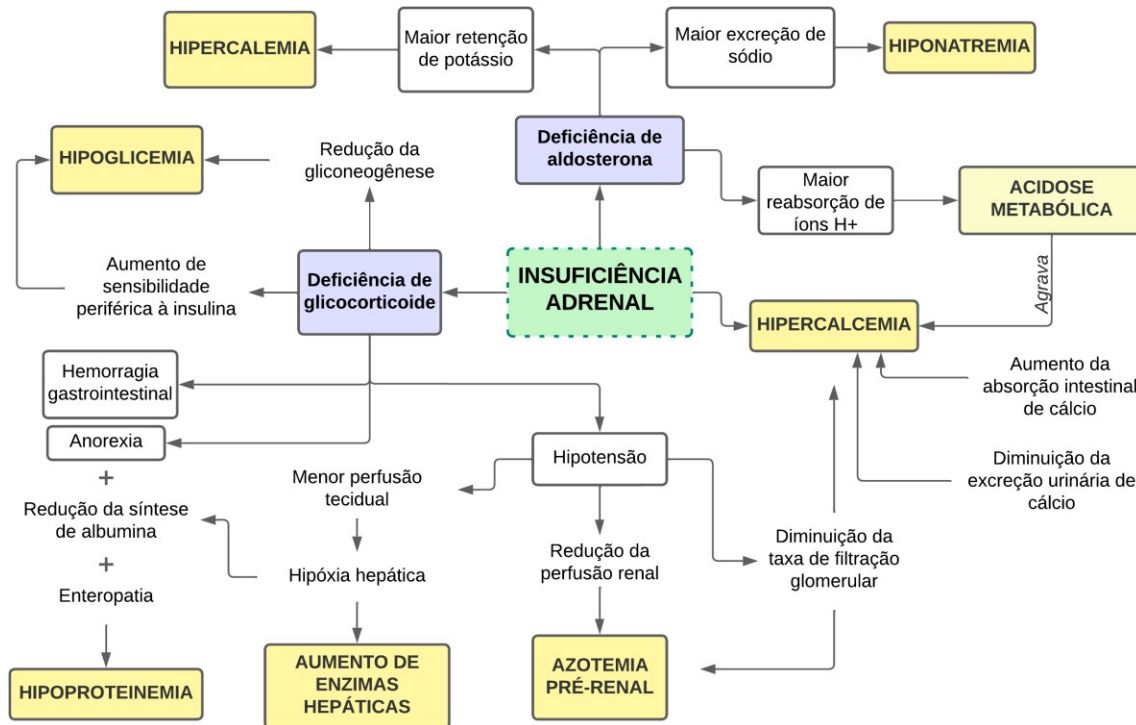 HIPERCALEMIA
Maior retenção
de potássio
Maior excreção de
sódio
HIPONATREMIA
HIPOGLICEMIA
Redução da
gliconeogênese
Deficiência de
aldosterona
Maior
reabsorção de
íons H+
ACIDOSE
METABÓLICA
Aumento de
sensibilidade
periférica à insulina
Deficiência de
glicocorticoide
INSUFICIÊNCIA
ADRENAL
Agrava
HIPERCALCEMIA
Hemorragia
gastrointestinal
Aumento da
absorção intestinal
de cálcio
Anorexia
+
Redução da síntese
de albumina
+
Enteropatia
HIPOPROTEINEMIA
Menor perfusão
tecidual
Hipóxia hepática
AUMENTO DE
ENZIMAS
HEPÁTICAS
Hipotensão
Redução da
perfusão renal
AZOTEMIA
PRÉ-RENAL
Diminuição da
taxa de filtração
glomerular
Diminuição da
excreção urinária de
cálcio